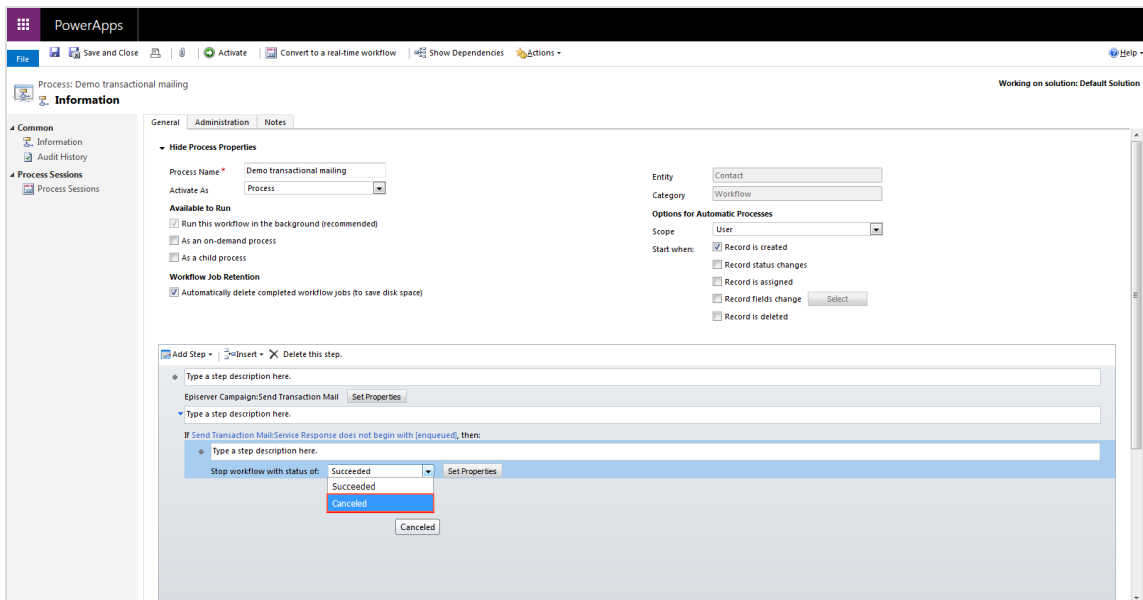 PowerApps
File Save and Close Activate Convert to a real-time workflow Show Dependencies Actions Help
Process: Demo transactional mailing
Information
Working on solution: Default Solution
Common
Information
Audit History
Process Sessions
Process Sessions
General Administration Notes
Hide Process Properties
Process Name * Demo transactional mailing
Activate As Process
Available to Run
Run this workflow in the background (recommended)
As an on-demand process
As a child process
Workflow Job Retention
Automatically delete completed workflow jobs (to save disk space)
Entity Contact
Category Workflow
Options for Automatic Processes
Scope User
Start when: Record is created
Record status changes
Record is assigned
Record fields change Select
Record is deleted
Add Step Insert Delete this step.
Type a step description here.
Episerver Campaign:Send Transaction Mail Set Properties
Type a step description here.
If Send Transaction Mail:Service Response does not begin with [enqueued], then:
Type a step description here.
Stop workflow with status of: Succeeded Set Properties
Succeeded
Canceled
Canceled